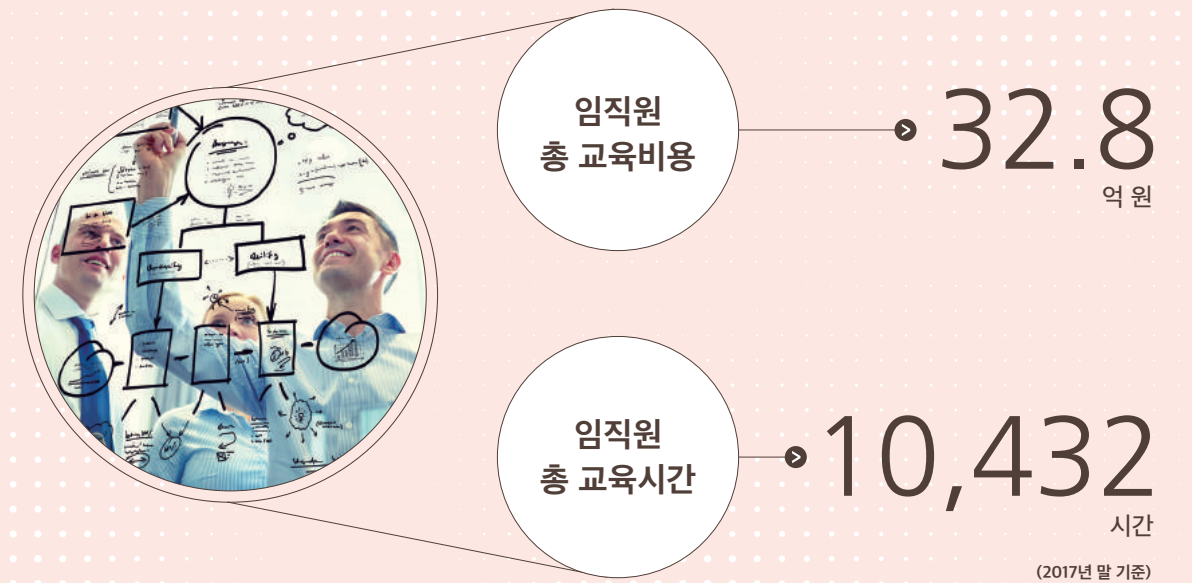 임직원
총 교육비용
32.8
억 원
임직원
총 교육시간
10,432
시간
(2017년 말 기준)